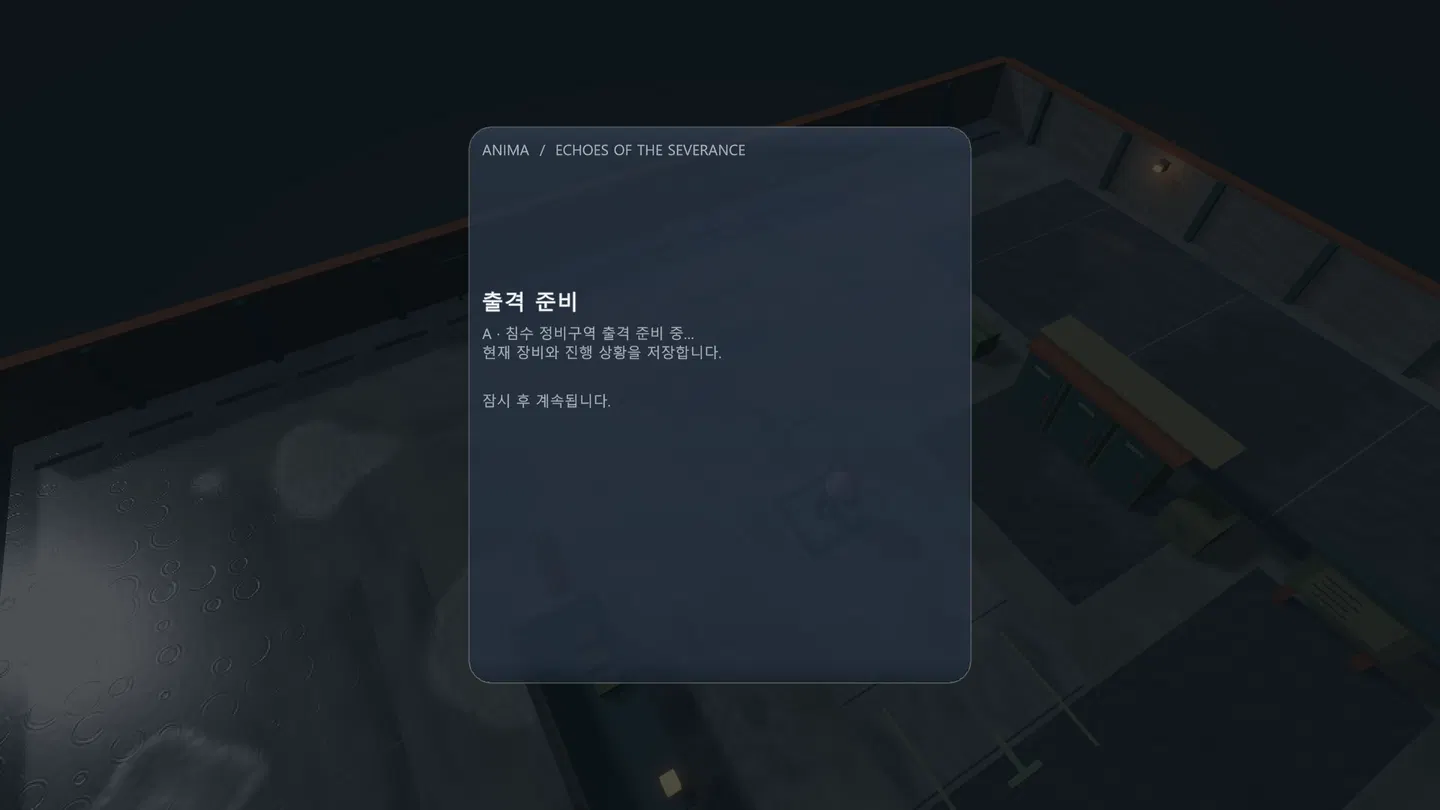 ANIMA / ECHOES OF THE SEVERANCE
출격 준비
A · 침수 정비구역 출격 준비 중...
현재 장비와 진행 상황을 저장합니다.
잠시 후 계속됩니다.